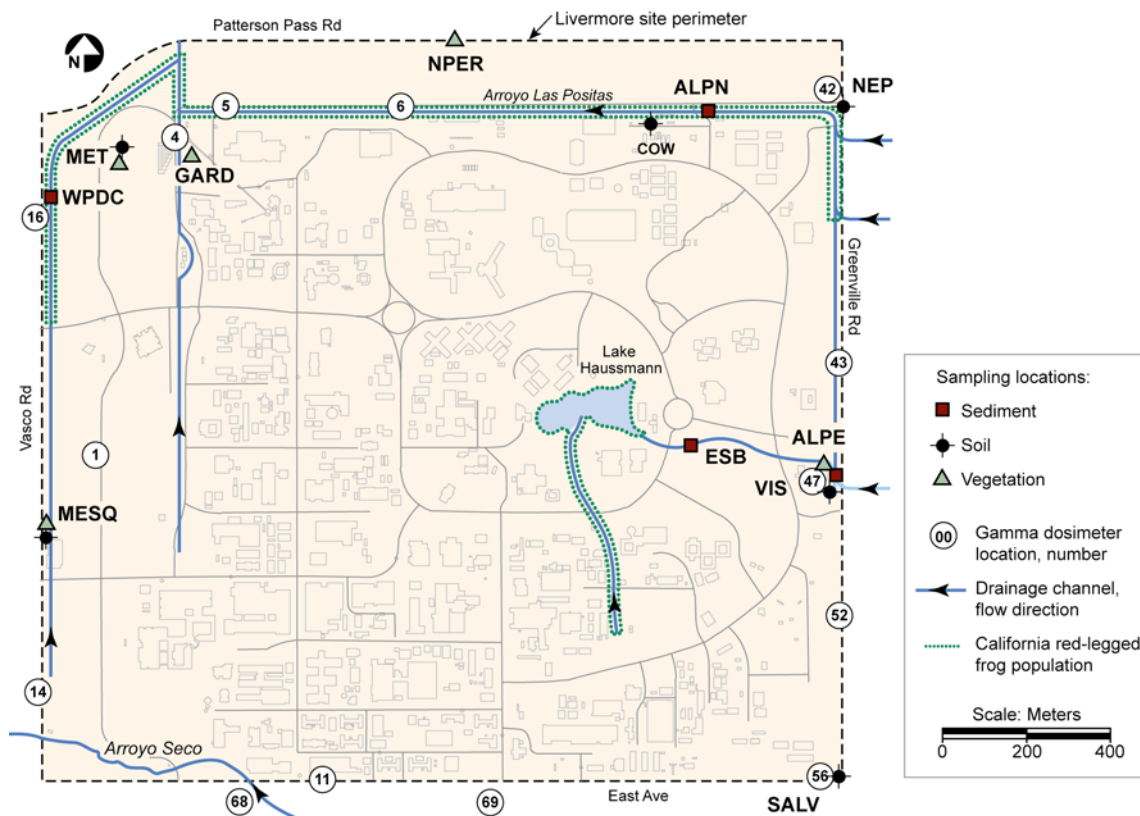 Patterson Pass Rd
Livermore site perimeter
N
NPER
42
NEP
5
6
Arroyo Las Positas
ALPN
4
MET
GARD
COW
WPDC
16
Greenville Rd
43
Lake
Haussmann
Vasco Rd
1
ALPE
ESB
VIS
47
MESQ
52
14
Arroyo Seco
11
56
68
69
East Ave
SALV
Sampling locations:
Sediment
Soil
Vegetation
00
Gamma dosimeter
location, number
Drainage channel,
flow direction
California red-legged
frog population
Scale: Meters
0 200 400